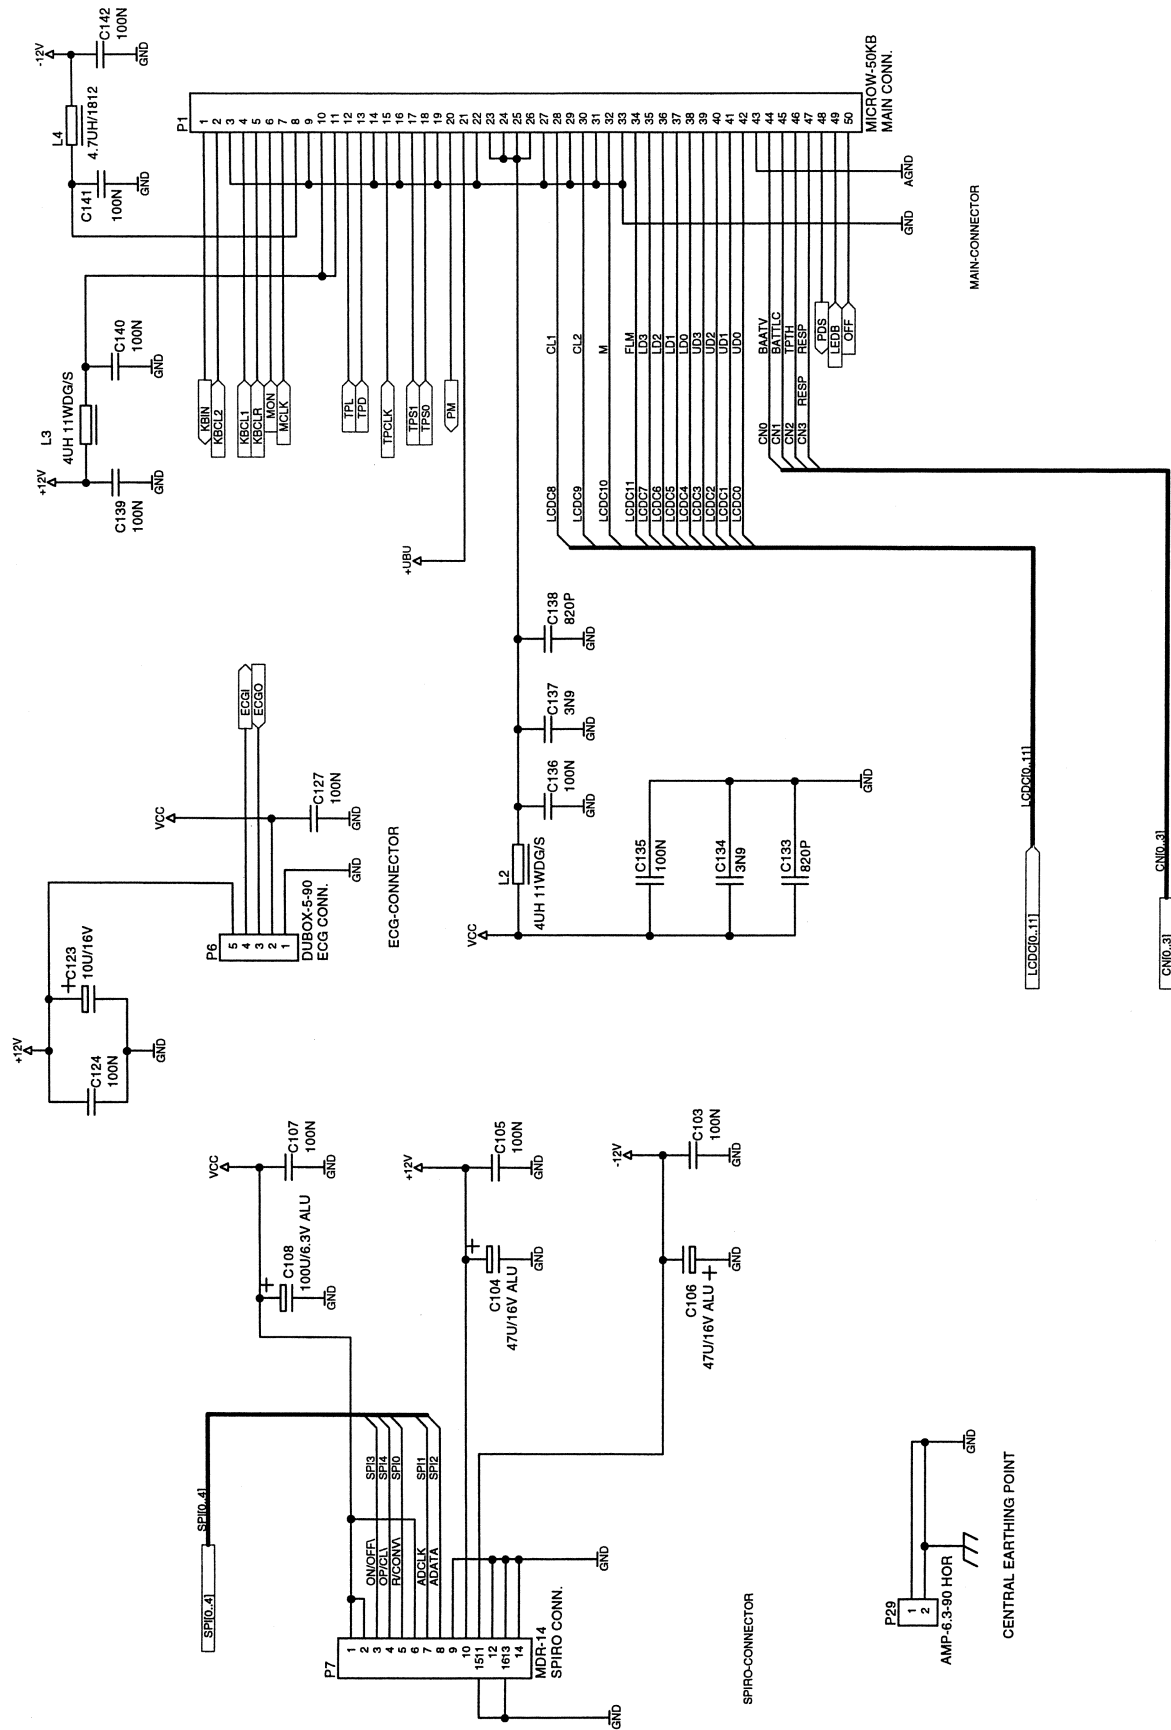 -12V
C142
100N
GND
L4
4.7UH/1812
C141
100N
GND
L3
4UH 11WDG/S
+12V
C140
100N
GND
C139
100N
GND
P1
1
2
3
4
5
6
7
8
9
10
11
12
13
14
15
16
17
18
19
20
21
22
23
24
25
26
27
28
29
30
31
32
33
34
35
36
37
38
39
40
41
42
43
44
45
46
47
48
49
50
MICROW-50KB
MAIN CONN.
KBIN
KBCL2
KBCL1
KBCLR
MON
MCLK
TPL
TPD
TPCLK
TPS1
TPS0
PM
+UBU
CL1
CL2
M
FLM
LD3
LD2
LD1
LD0
UD3
UD2
UD1
UD0
BAATV
BATTLC
TPTH
RESP
CN0
CN1
CN2
CN3
RESP
PDS
LEDB
OFF
AGND
GND
MAIN-CONNECTOR
LCDC8
LCDC9
LCDC10
LCDC11
LCDC7
LCDC6
LCDC5
LCDC4
LCDC3
LCDC2
LCDC1
LCDC0
LCDC[0..11]
LCDC[0..11]
CN[0..3]
CN[0..3]
C138
820P
GND
C137
3N9
GND
C136
100N
GND
L2
4UH 11WDG/S
VCC
C135
100N
C134
3N9
C133
820P
GND
ECGI
ECGO
VCC
C127
100N
GND
GND
P6
5
4
3
2
1
DUBOX-5-90
ECG CONN.
ECG-CONNECTOR
+C123
10U/16V
+12V
C124
100N
GND
VCC
C107
100N
GND
+
C108
100U/6.3V ALU
GND
+12V
C105
100N
GND
+
C104
47U/16V ALU
GND
-12V
C103
100N
GND
C106
47U/16V ALU +
GND
SPI[0..4]
SPI[0..4]
SPI3
SPI4
SPI0
SPI1
SPI2
ON/OFF\
OP/CL\
R/CONV\
ADCLK
ADATA
P7
1
2
3
4
5
6
7
8
9
10
1511
12
1613
14
MDR-14
SPIRO CONN.
GND
GND
SPIRO-CONNECTOR
P29
1
2
AMP-6.3-90 HOR
GND
CENTRAL EARTHING POINT